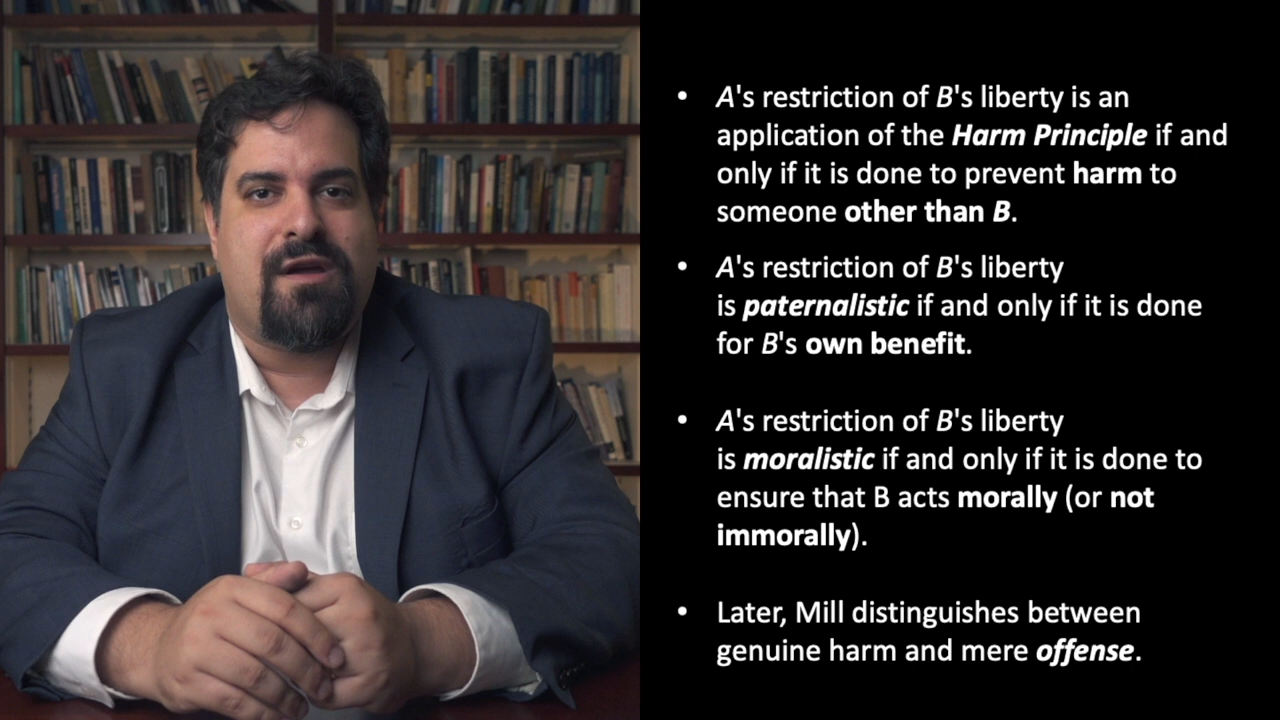 • A's restriction of B's liberty is an
application of the Harm Principle if and
only if it is done to prevent harm to
someone other than B.
• A's restriction of B's liberty
is paternalistic if and only if it is done
for B's own benefit.
• A's restriction of B's liberty
is moralistic if and only if it is done to
ensure that B acts morally (or not
immorally).
• Later, Mill distinguishes between
genuine harm and mere offense.